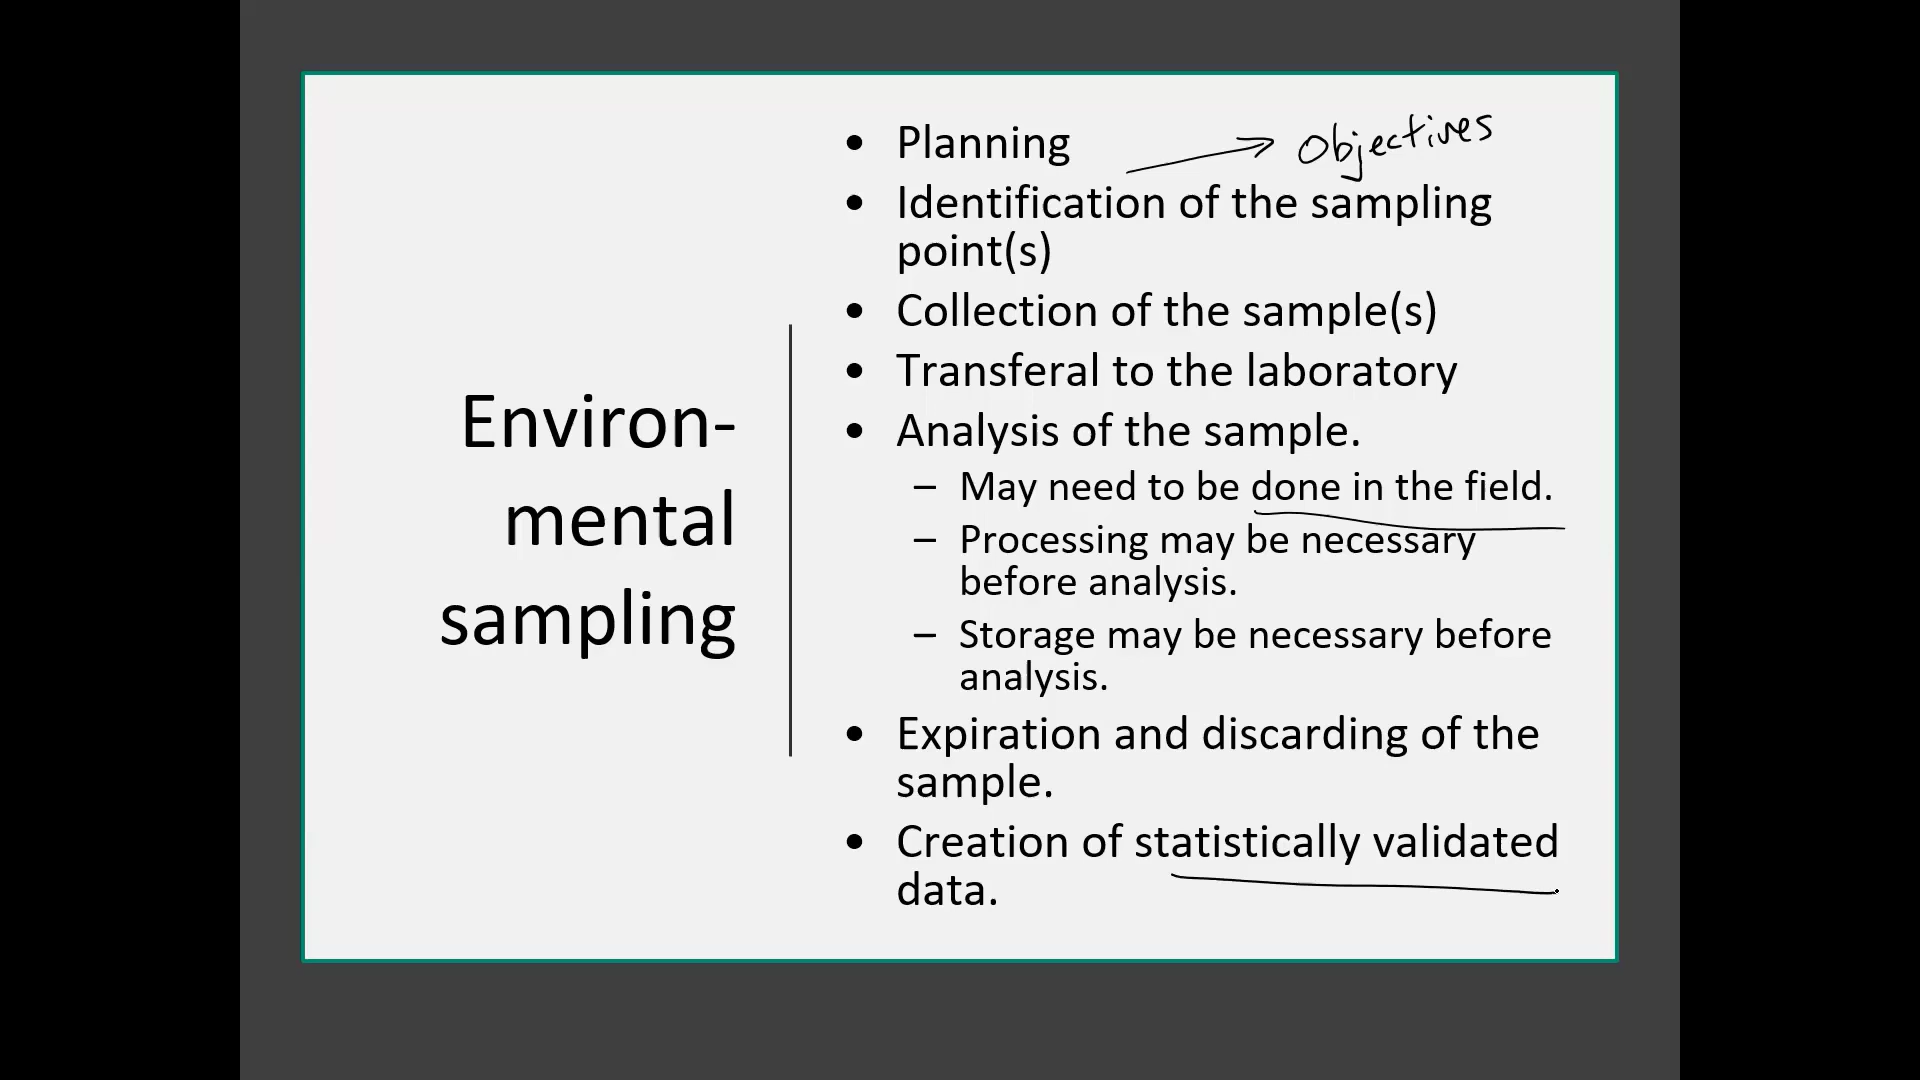 Environ-
mental
sampling
• Planning → Objectives
• Identification of the sampling
point(s)
• Collection of the sample(s)
• Transferal to the laboratory
• Analysis of the sample.
– May need to be done in the field.
– Processing may be necessary
before analysis.
– Storage may be necessary before
analysis.
• Expiration and discarding of the
sample.
• Creation of statistically validated
data.